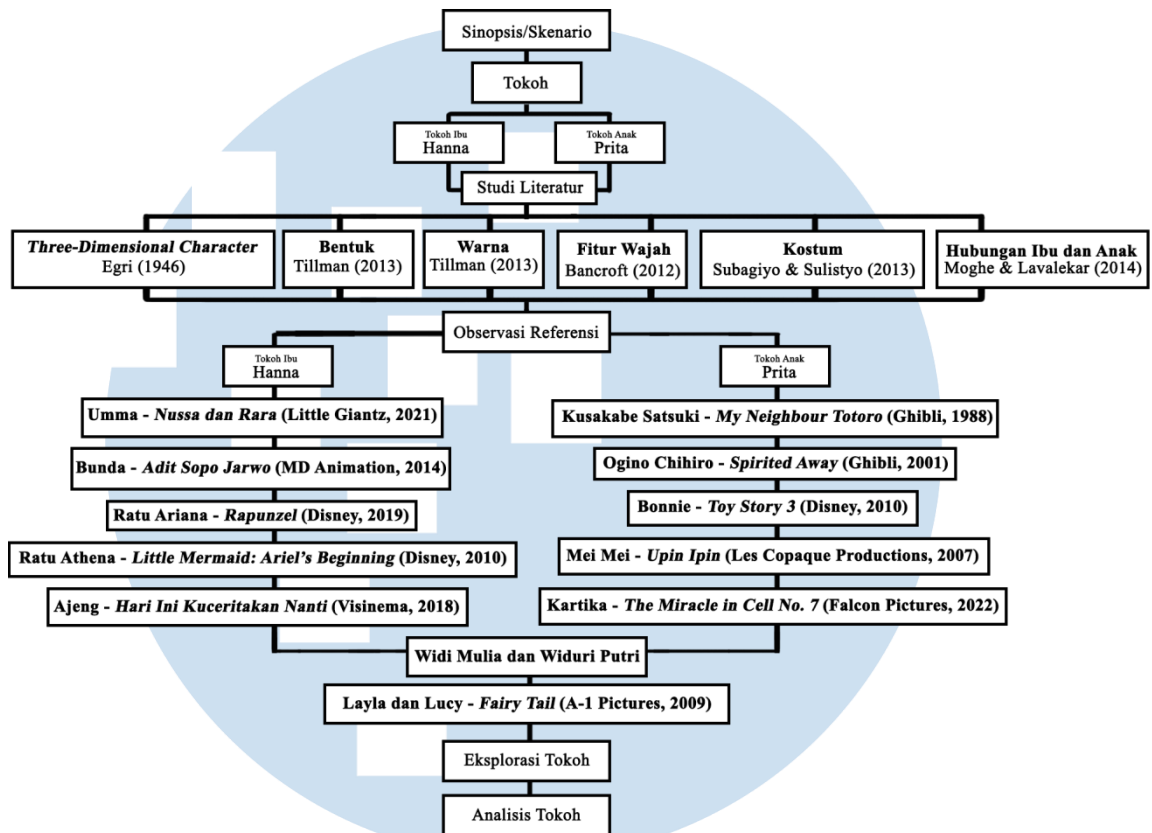 Sinopsis/Skenario
Tokoh
Tokoh Ibu
Hanna
Tokoh Anak
Prita
Studi Literatur
Three-Dimensional Character
Egri (1946)
Bentuk
Tillman (2013)
Warna
Tillman (2013)
Fitur Wajah
Bancroft (2012)
Kostum
Subagiyo & Sulistyo (2013)
Hubungan Ibu dan Anak
Moghe & Lavalekar (2014)
Observasi Referensi
Tokoh Ibu
Hanna
Tokoh Anak
Prita
Umma - Nussa dan Rara (Little Giantz, 2021)
Bunda - Adit Sopo Jarwo (MD Animation, 2014)
Ratu Ariana - Rapunzel (Disney, 2019)
Ratu Athena - Little Mermaid: Ariel's Beginning (Disney, 2010)
Ajeng - Hari Ini Kuceritakan Nanti (Visinema, 2018)
Kusakabe Satsuki - My Neighbour Totoro (Ghibli, 1988)
Ogino Chihiro - Spirited Away (Ghibli, 2001)
Bonnie - Toy Story 3 (Disney, 2010)
Mei Mei - Upin Ipin (Les Copaque Productions, 2007)
Kartika - The Miracle in Cell No. 7 (Falcon Pictures, 2022)
Widi Mulia dan Widuri Putri
Layla dan Lucy - Fairy Tail (A-1 Pictures, 2009)
Eksplorasi Tokoh
Analisis Tokoh